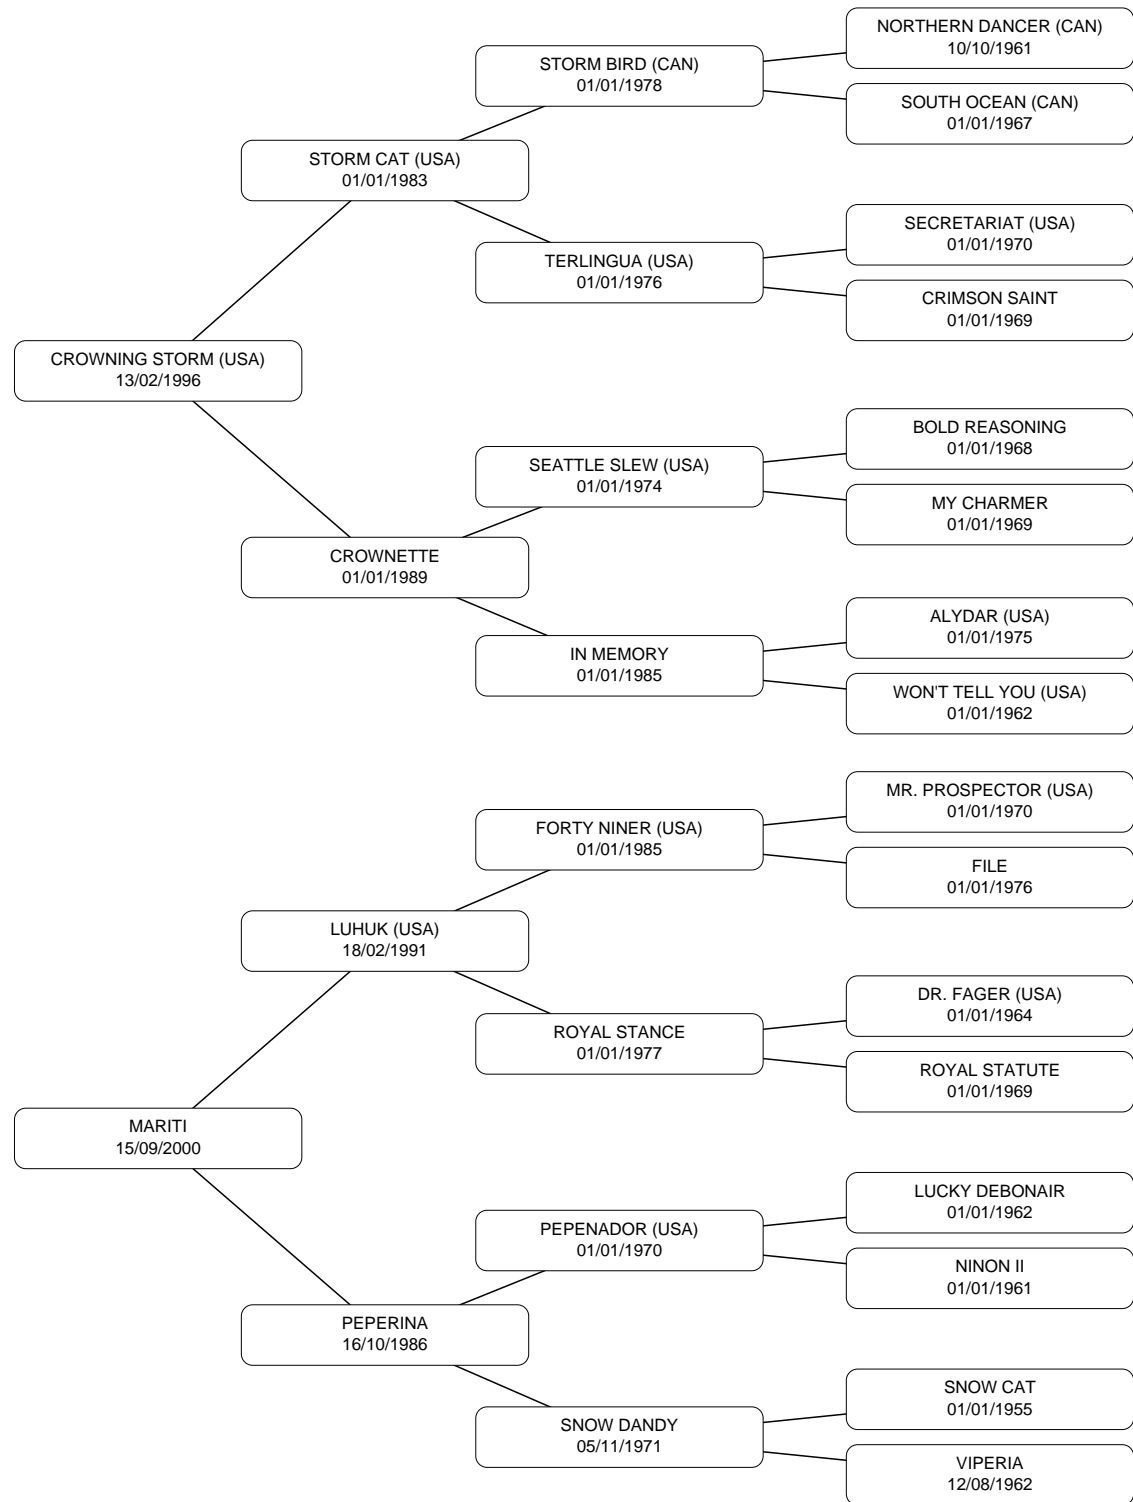 NORTHERN DANCER (CAN)
10/10/1961
STORM BIRD (CAN)
01/01/1978
SOUTH OCEAN (CAN)
01/01/1967
STORM CAT (USA)
01/01/1983
SECRETARIAT (USA)
01/01/1970
TERLINGUA (USA)
01/01/1976
CRIMSON SAINT
01/01/1969
CROWNING STORM (USA)
13/02/1996
BOLD REASONING
01/01/1968
SEATTLE SLEW (USA)
01/01/1974
MY CHARMER
01/01/1969
CROWNETTE
01/01/1989
ALYDAR (USA)
01/01/1975
IN MEMORY
01/01/1985
WON'T TELL YOU (USA)
01/01/1962
MR. PROSPECTOR (USA)
01/01/1970
FORTY NINER (USA)
01/01/1985
FILE
01/01/1976
LUHUK (USA)
18/02/1991
DR. FAGER (USA)
01/01/1964
ROYAL STANCE
01/01/1977
ROYAL STATUTE
01/01/1969
MARITI
15/09/2000
LUCKY DEBONAIR
01/01/1962
PEPENADOR (USA)
01/01/1970
NINON II
01/01/1961
PEPERINA
16/10/1986
SNOW CAT
01/01/1955
SNOW DANDY
05/11/1971
VIPERIA
12/08/1962